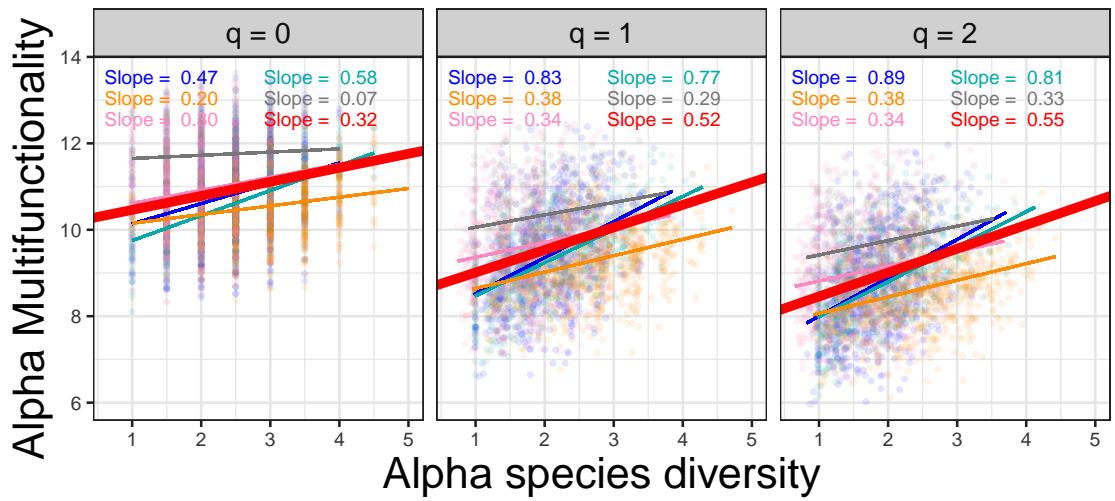 Alpha Multifunctionality
q = 0
q = 1
q = 2
14
12
10
8
6
Slope = 0.47
Slope = 0.58
Slope = 0.20
Slope = 0.07
Slope = 0.30
Slope = 0.32
Slope = 0.83
Slope = 0.77
Slope = 0.38
Slope = 0.29
Slope = 0.34
Slope = 0.52
Slope = 0.89
Slope = 0.81
Slope = 0.38
Slope = 0.33
Slope = 0.34
Slope = 0.55
1 2 3 4 5
1 2 3 4 5
1 2 3 4 5
Alpha species diversity